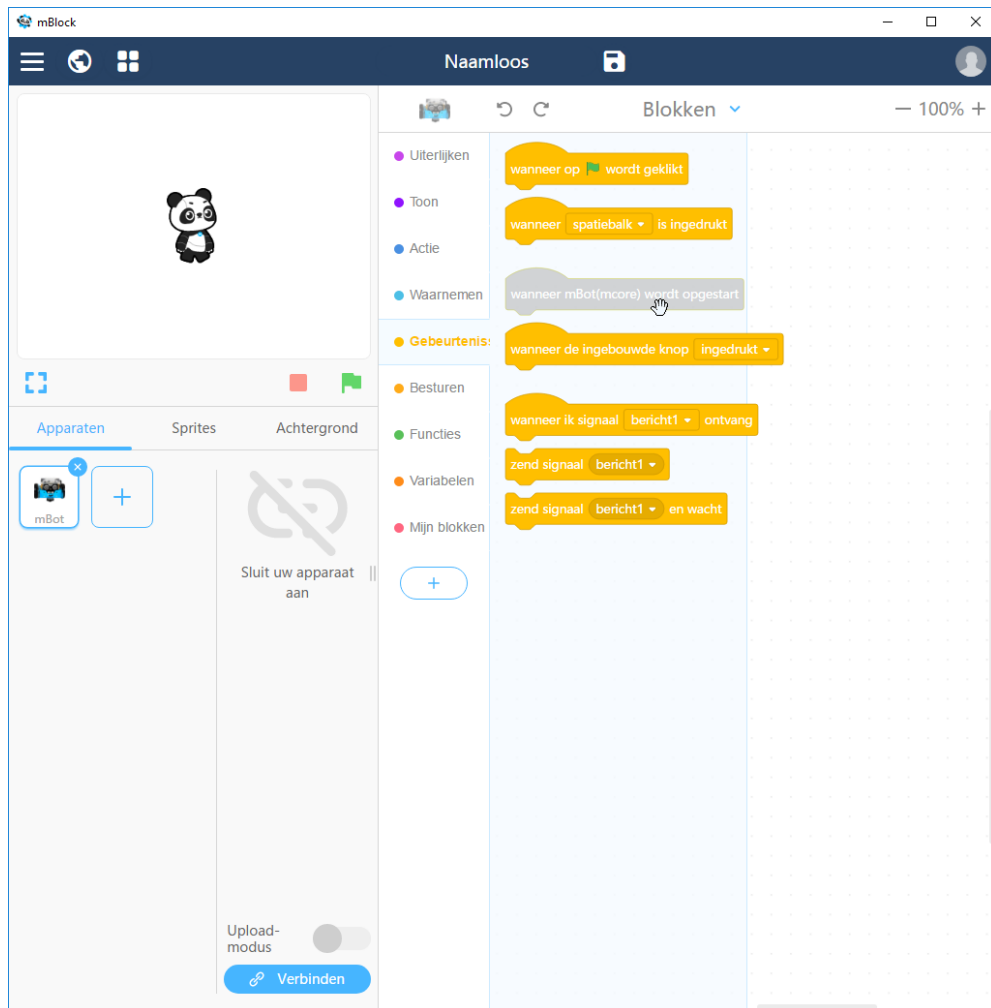 mBlock
Naamloos
Blokken
100%
Uiterlijken
Toon
Actie
Waarnemen
Gebeurtenis
Besturen
Functies
Variabelen
Mijn blokken
wanneer op wordt geklikt
wanneer spatiebalk is ingedrukt
wanneer mBot(mcore) wordt opgestart
wanneer de ingebouwde knop ingedrukt
wanneer ik signaal bericht1 ontvang
zend signaal bericht1
zend signaal bericht1 en wacht
Apparaten Sprites Achtergrond
mBot
Sluit uw apparaat
aan
Upload-
modus
Verbinden